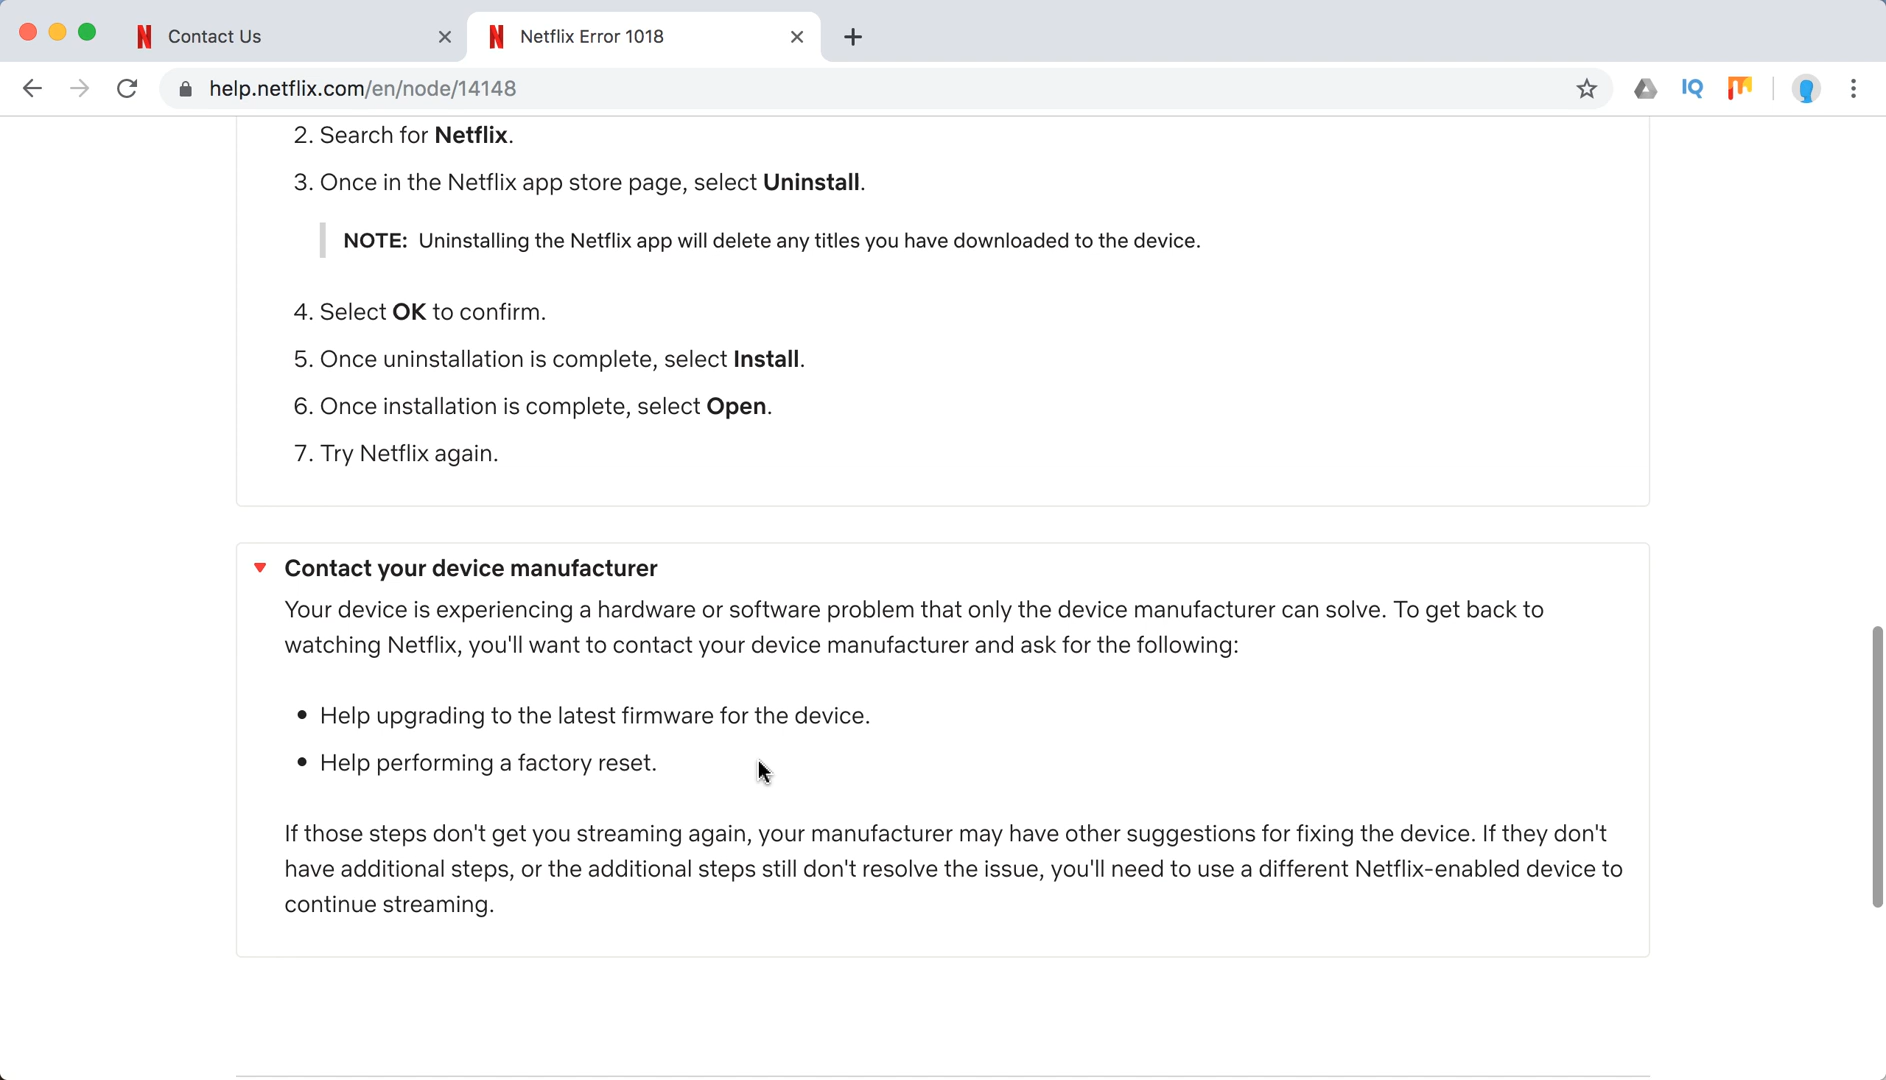 Contact Us
Netflix Error 1018
help.netflix.com/en/node/14148
IQ
2. Search for Netflix.
3. Once in the Netflix app store page, select Uninstall.
NOTE: Uninstalling the Netflix app will delete any titles you have downloaded to the device.
4. Select OK to confirm.
5. Once uninstallation is complete, select Install.
6. Once installation is complete, select Open.
7. Try Netflix again.
Contact your device manufacturer
Your device is experiencing a hardware or software problem that only the device manufacturer can solve. To get back to
watching Netflix, you'll want to contact your device manufacturer and ask for the following:
• Help upgrading to the latest firmware for the device.
• Help performing a factory reset.
If those steps don't get you streaming again, your manufacturer may have other suggestions for fixing the device. If they don't
have additional steps, or the additional steps still don't resolve the issue, you'll need to use a different Netflix-enabled device to
continue streaming.